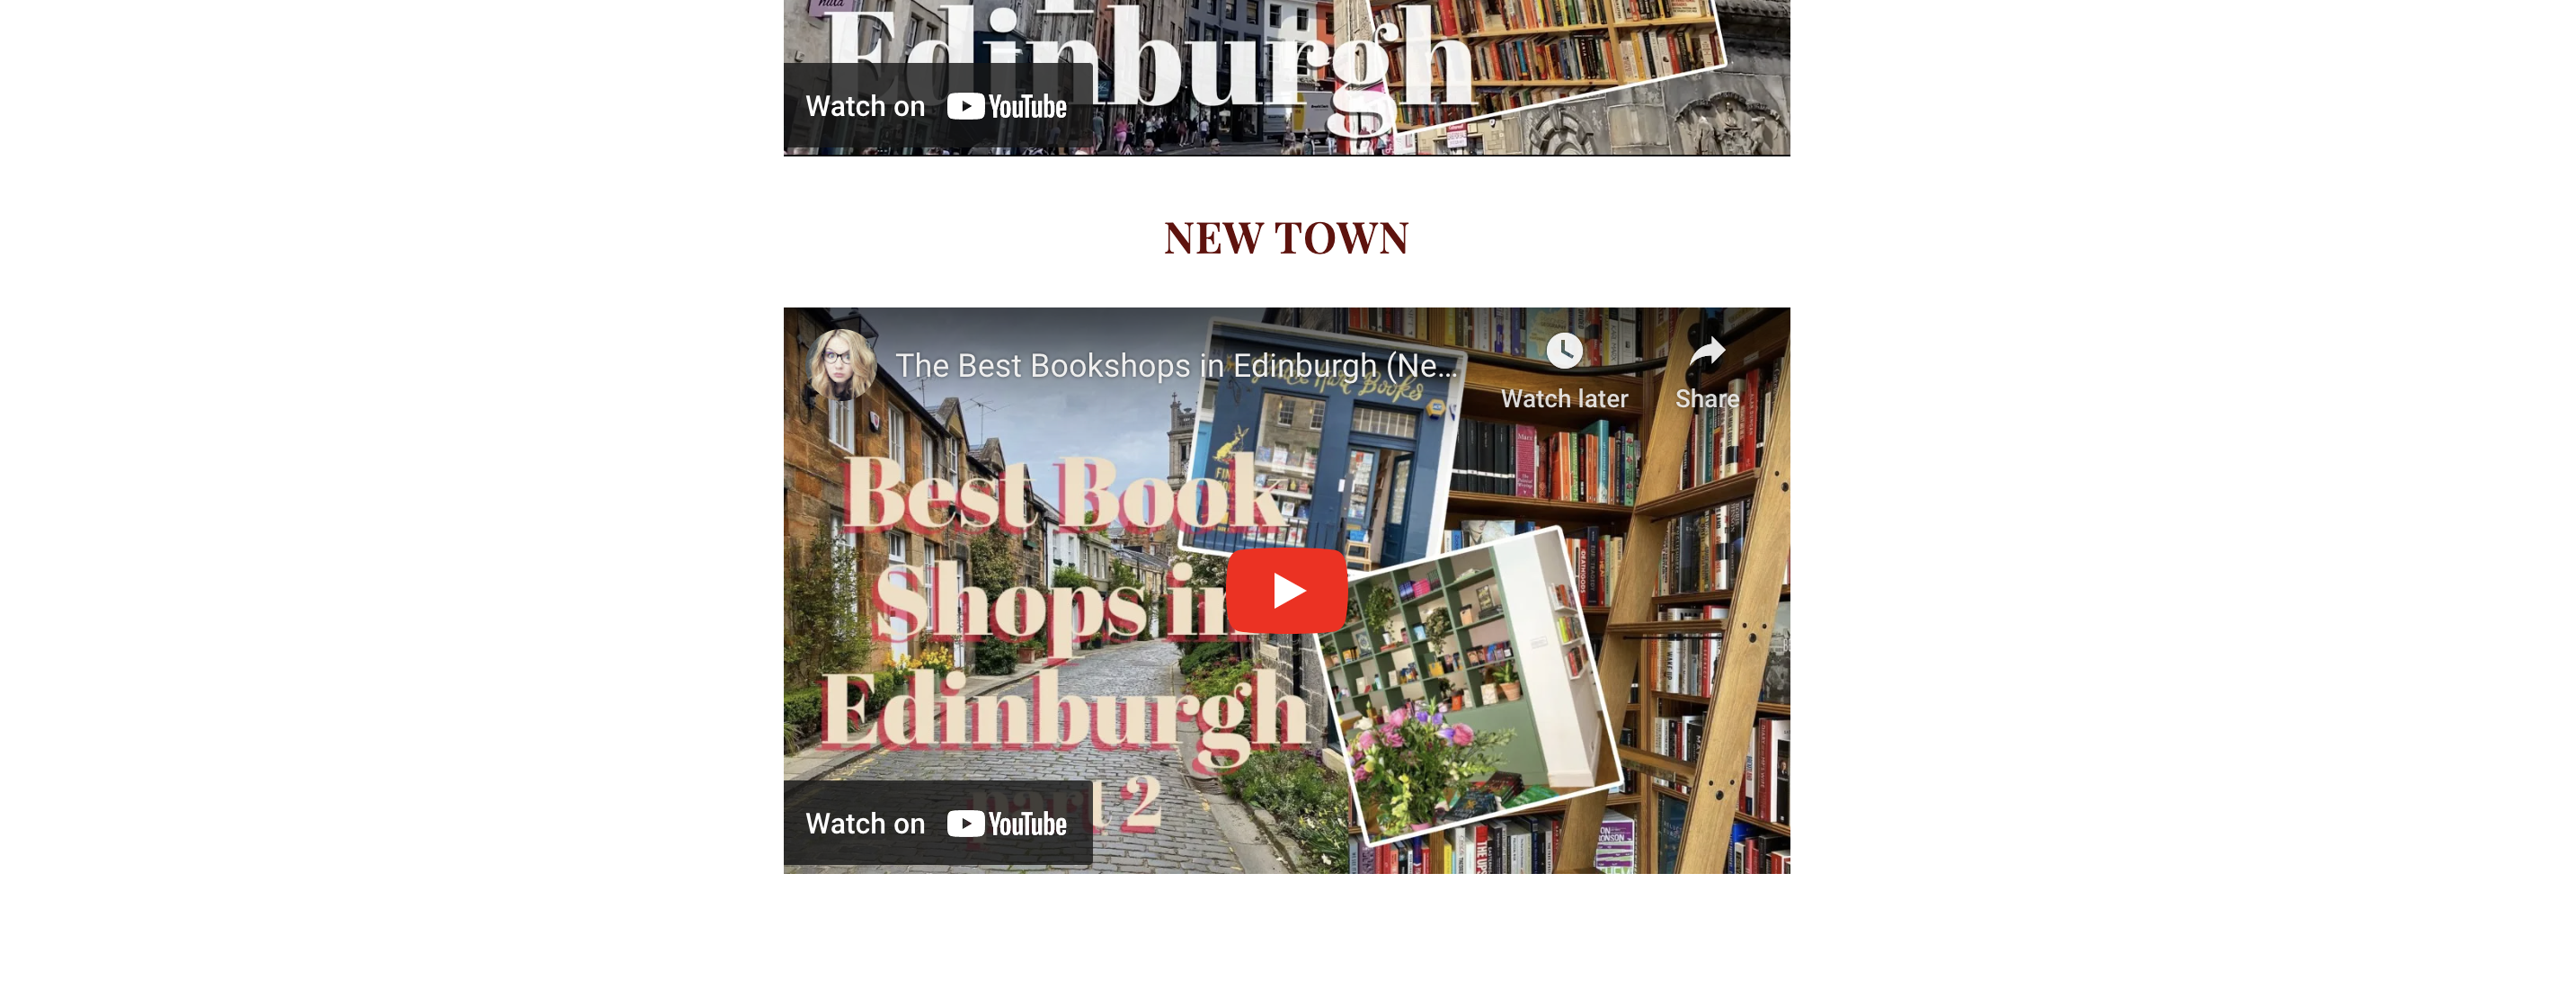 Edinburgh
Watch on YouTube
NEW TOWN
The Best Bookshops in Edinburgh (Ne...
Watch later
Share
Best Book
Shops in
Edinburgh
part 2
Watch on YouTube